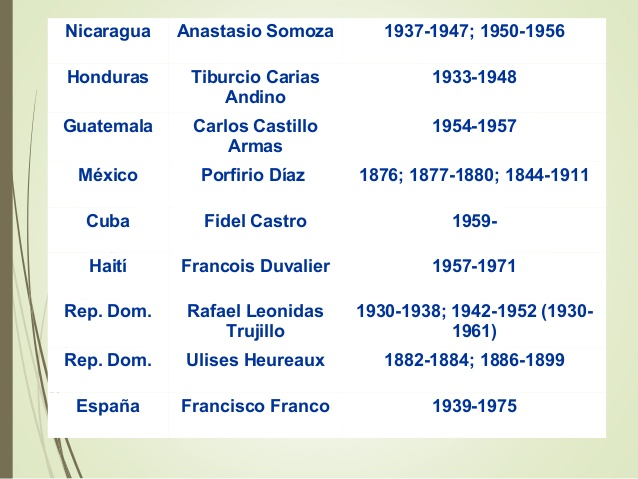 Nicaragua Anastasio Somoza 1937-1947; 1950-1956
Honduras Tiburcio Carias Andino 1933-1948
Guatemala Carlos Castillo Armas 1954-1957
México Porfirio Díaz 1876; 1877-1880; 1844-1911
Cuba Fidel Castro 1959-
Haití Francois Duvalier 1957-1971
Rep. Dom. Rafael Leonidas Trujillo 1930-1938; 1942-1952 (1930-1961)
Rep. Dom. Ulises Heureaux 1882-1884; 1886-1899
España Francisco Franco 1939-1975